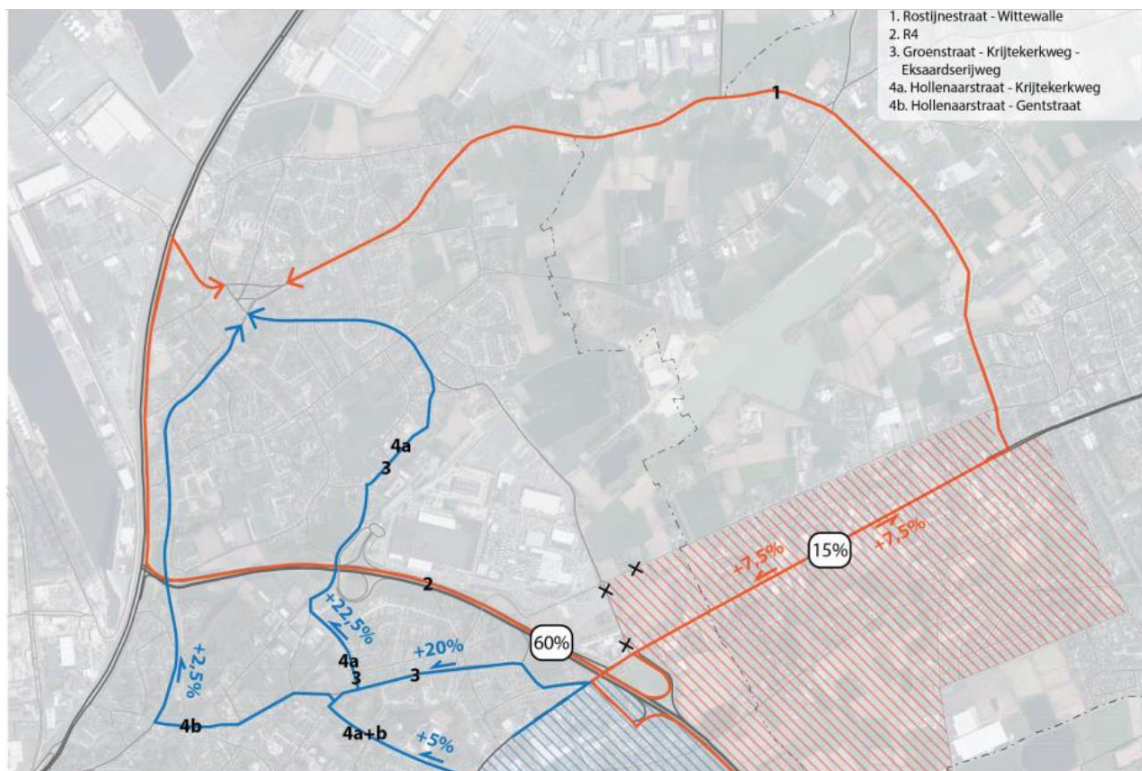 1. Rostijnestraat - Wittewalle
2. R4
3. Groenstraat - Krijtekerkweg -
Eksaardserijweg
4a. Hollenaarstraat - Krijtekerkweg
4b. Hollenaarstraat - Gentstraat
1
4a
3
15%
+7,5%
+7,5%
2
+22,5%
60%
+20%
4a
3
3
+2,5%
4b
4a+b
+5%